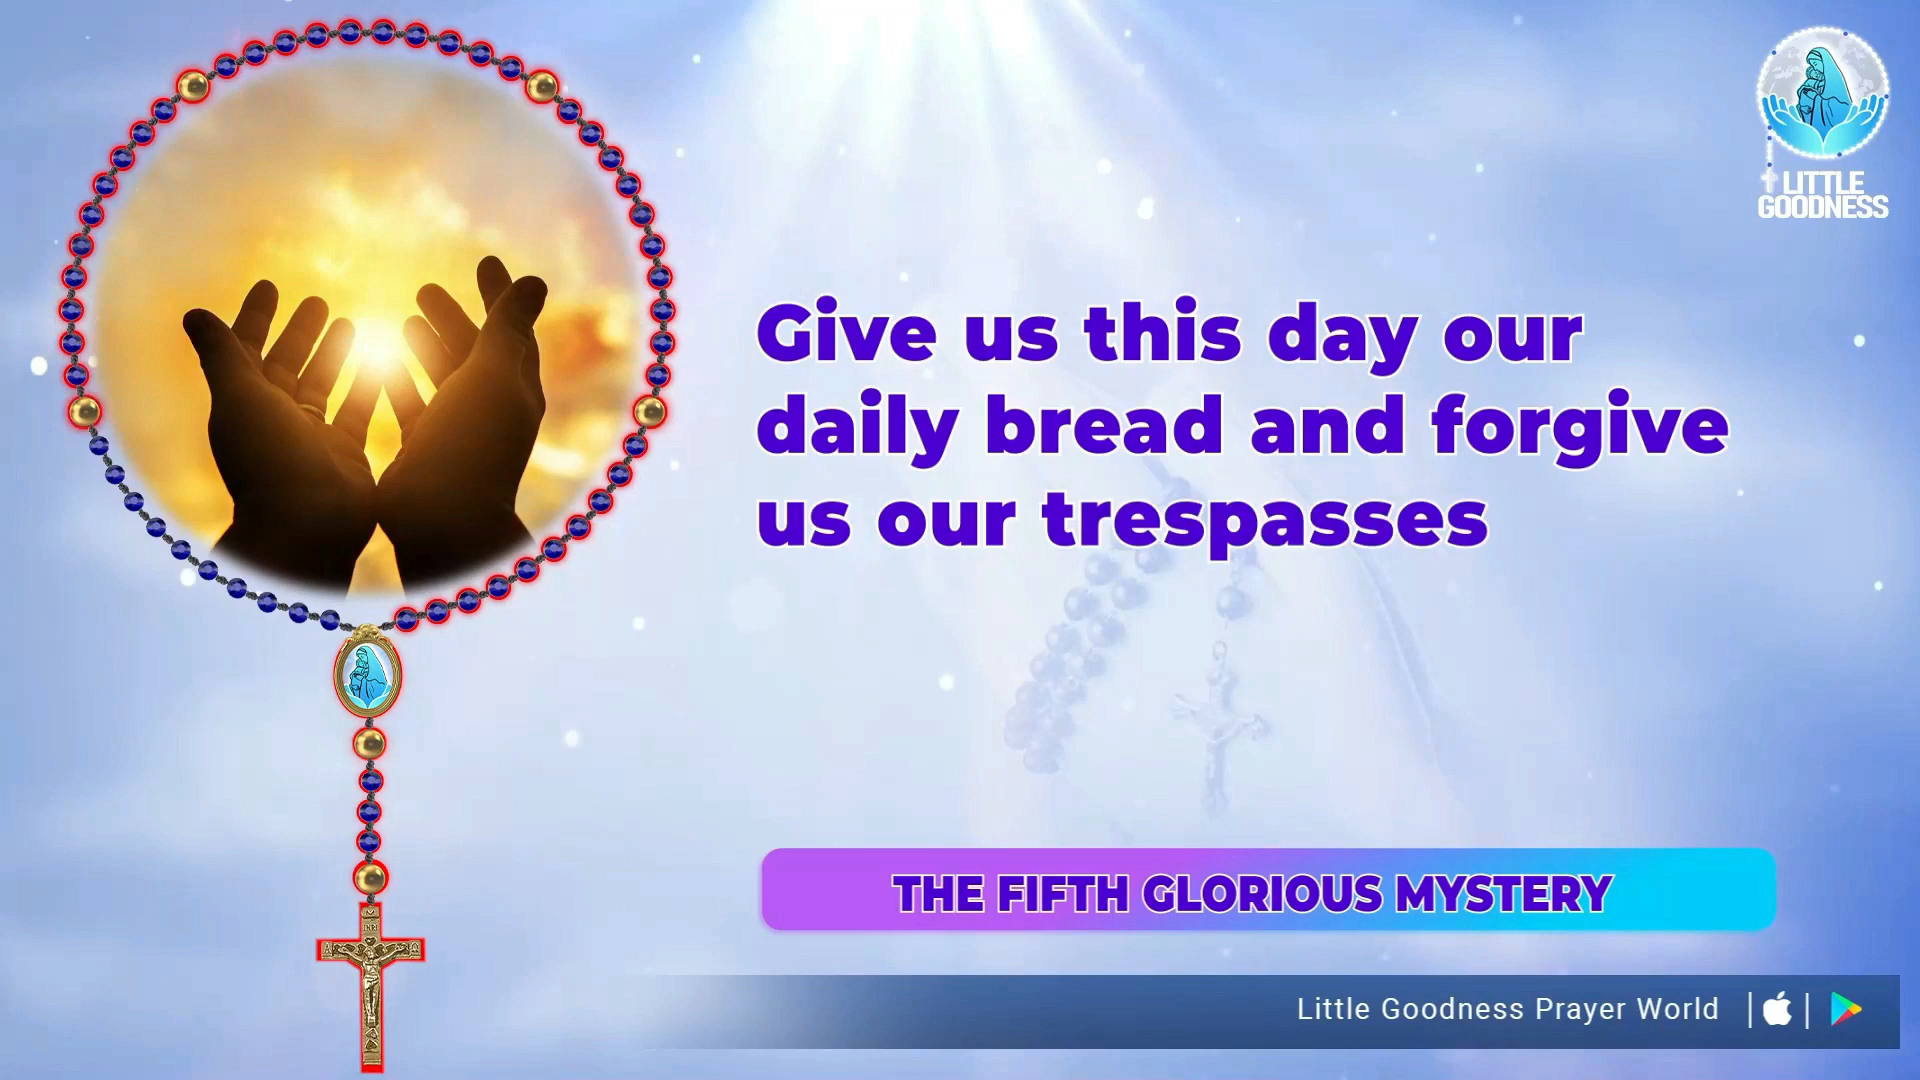 LITTLE
GOODNESS
Give us this day our
daily bread and forgive
us our trespasses
THE FIFTH GLORIOUS MYSTERY
Little Goodness Prayer World
INRI